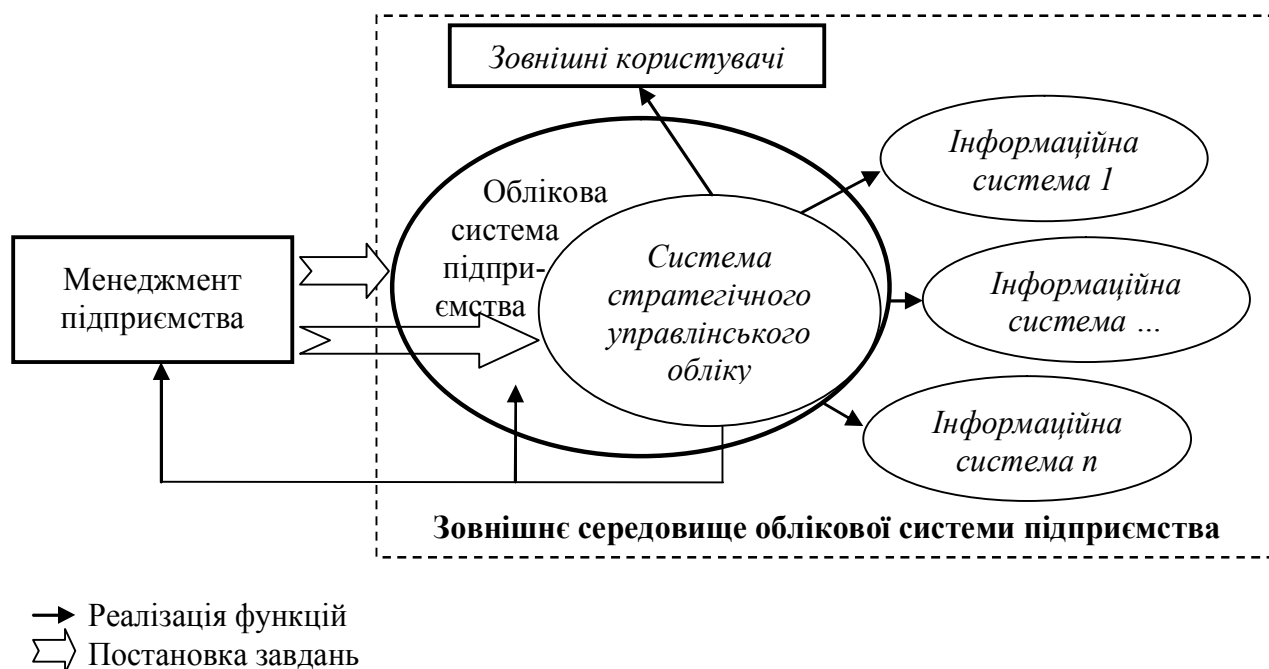 Зовнішні користувачі
Інформаційна
система 1
Облікова
система
підпри-
ємства
Менеджмент
підприємства
Система
стратегічного
управлінського
обліку
Інформаційна
система ...
Інформаційна
система n
Зовнішнє середовище облікової системи підприємства
Реалізація функцій
Постановка завдань